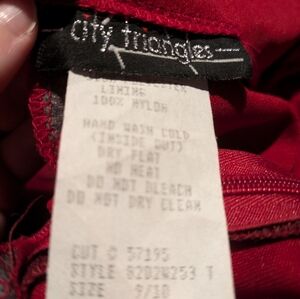 city triangles
LINING
100% NYLON
HAND WASH COLD
(INSIDE OUT)
DRY FLAT
NO HEAT
DO NOT BLEACH
DO NOT DRY CLEAN
CUT # 57195
STYLE 82D2W253 T
SIZE 9/10